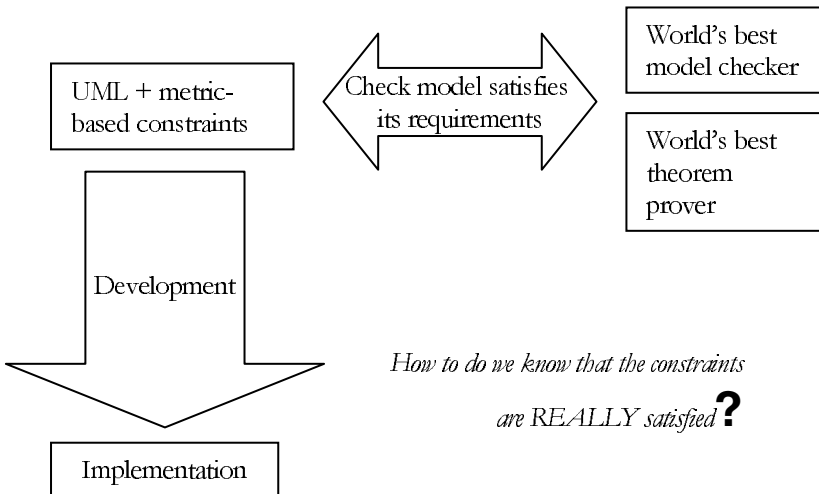 UML + metric-
based constraints
Check model satisfies
its requirements
World's best
model checker
World's best
theorem
prover
Development
How to do we know that the constraints
are REALLY satisfied?
Implementation